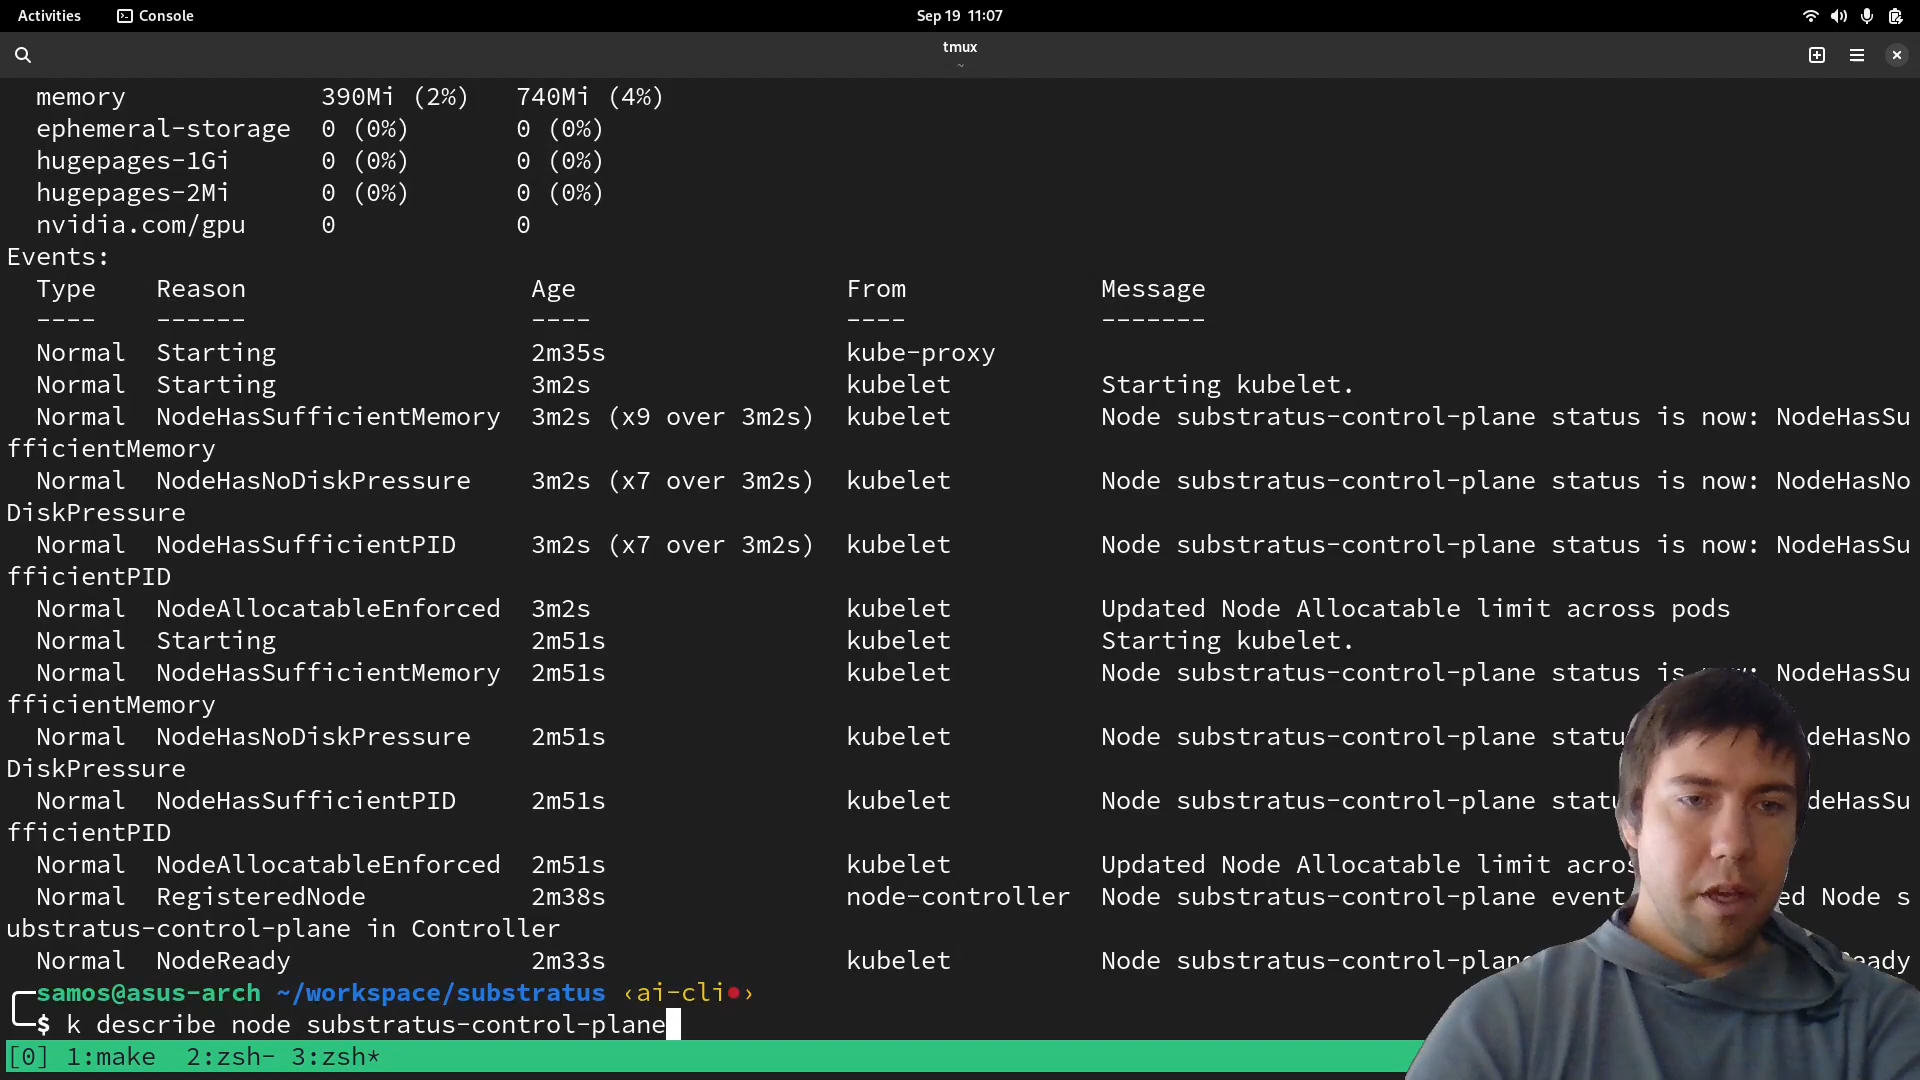 Activities Console Sep 19 11:07
tmux
~
memory 390Mi (2%) 740Mi (4%)
ephemeral-storage 0 (0%) 0 (0%)
hugepages-1Gi 0 (0%) 0 (0%)
hugepages-2Mi 0 (0%) 0 (0%)
nvidia.com/gpu 0 0
Events:
Type Reason Age From Message
---- ------ ---- ---- -------
Normal Starting 2m35s kube-proxy
Normal Starting 3m2s kubelet Starting kubelet.
Normal NodeHasSufficientMemory 3m2s (x9 over 3m2s) kubelet Node substratus-control-plane status is now: NodeHasSu
fficientMemory
Normal NodeHasNoDiskPressure 3m2s (x7 over 3m2s) kubelet Node substratus-control-plane status is now: NodeHasNo
DiskPressure
Normal NodeHasSufficientPID 3m2s (x7 over 3m2s) kubelet Node substratus-control-plane status is now: NodeHasSu
fficientPID
Normal NodeAllocatableEnforced 3m2s kubelet Updated Node Allocatable limit across pods
Normal Starting 2m51s kubelet Starting kubelet.
Normal NodeHasSufficientMemory 2m51s kubelet Node substratus-control-plane status is now: NodeHasSu
fficientMemory
Normal NodeHasNoDiskPressure 2m51s kubelet Node substratus-control-plane deHasNo
DiskPressure
Normal NodeHasSufficientPID 2m51s kubelet Node substratus-control-plane deHasSu
fficientPID
Normal NodeAllocatableEnforced 2m51s kubelet Updated Node Allocatable limit
Normal RegisteredNode 2m38s node-controller Node substratus-control-plane event ed Node s
ubstratus-control-plane in Controller
Normal NodeReady 2m33s kubelet Node eady
samos@asus-arch ~/workspace/substratus ‹ai-cli●›
$ k describe node substratus-control-plane
[0] 1:make 2:zsh- 3:zsh*